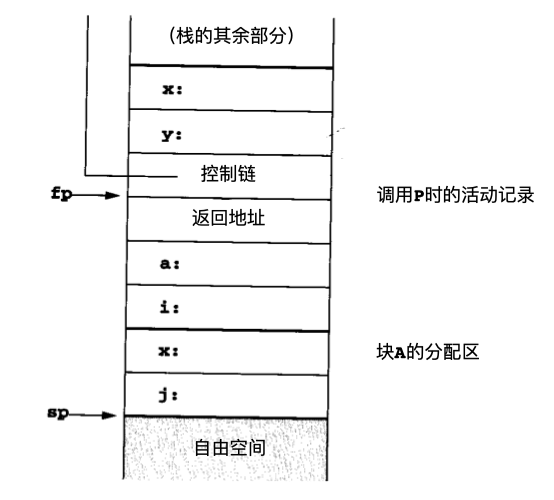 （栈的其余部分）
x:
y:
控制链
fp
调用P时的活动记录
返回地址
a:
i:
x:
块A的分配区
j:
sp
自由空间